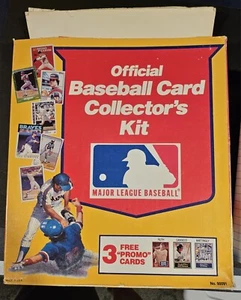 Official
Baseball Card
Collector's
Kit
MAJOR LEAGUE BASEBALL
3 FREE
"PROMO"
CARDS